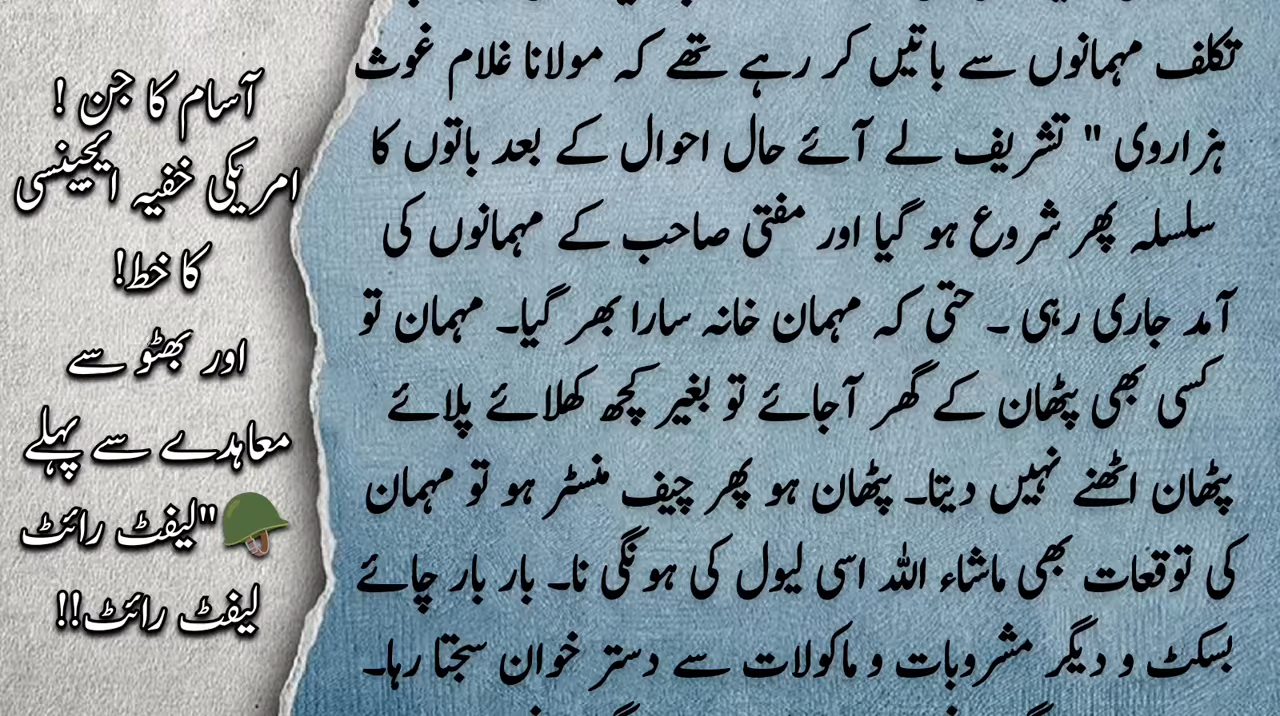 تکلف مہمانوں سے باتیں کر رہے تھے کہ مولانا غلام غوث
ہزاروی " تشریف لے آئے حال احوال کے بعد باتوں کا
سلسلہ پھر شروع ہو گیا اور مفتی صاحب کے مہمانوں کی
آمد جاری رہی ۔ حتی کہ مہمان خانہ سارا بھر گیا۔ مہمان تو
کسی بھی پٹھان کے گھر آجائے تو بغیر کچھ کھلائے پلائے
پٹھان اٹھنے نہیں دیتا۔ پٹھان ہو پھر چیف منسٹر ہو تو مہمان
کی توقعات بھی ماشاء اللہ اسی لیول کی ہونگی نا۔ بار بار چائے
بسکٹ و دیگر مشروبات و ماکولات سے دستر خوان سجتا رہا۔
آسام کا جن !
امریکی خفیہ ایجینسی
کا خط!
اور بھٹو سے
معاہدے سے پہلے
🪖"لیفٹ رائٹ
لیفٹ رائٹ!!